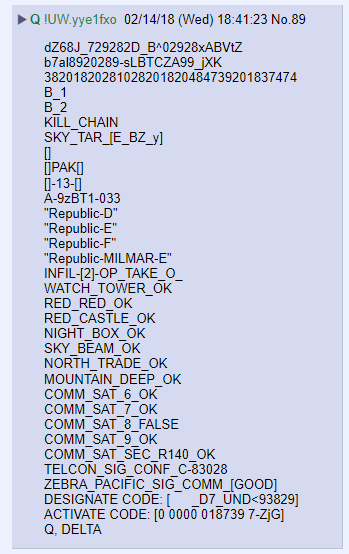 Q !UW.yye1fxo 02/14/18 (Wed) 18:41:23 No.89
dZ68J_729282D_B^02928xABVtZ
b7al8920289-sLBTCZA99_jXK
38201820281028201820484739201837474
B_1
B_2
KILL_CHAIN
SKY_TAR_[E_BZ_y]
[]
[]PAK[]
[]-13-[]
A-9zBT1-033
"Republic-D"
"Republic-E"
"Republic-F"
"Republic-MILMAR-E"
INFIL-[2]-OP_TAKE_O_
WATCH_TOWER_OK
RED_RED_OK
RED_CASTLE_OK
NIGHT_BOX_OK
SKY_BEAM_OK
NORTH_TRADE_OK
MOUNTAIN_DEEP_OK
COMM_SAT_6_OK
COMM_SAT_7_OK
COMM_SAT_8_FALSE
COMM_SAT_9_OK
COMM_SAT_SEC_R140_OK
TELCON_SIG_CONF_C-83028
ZEBRA_PACIFIC_SIG_COMM_[GOOD]
DESIGNATE CODE: [      _D7_UND<93829]
ACTIVATE CODE: [0 0000 018739 7-ZjG]
Q, DELTA